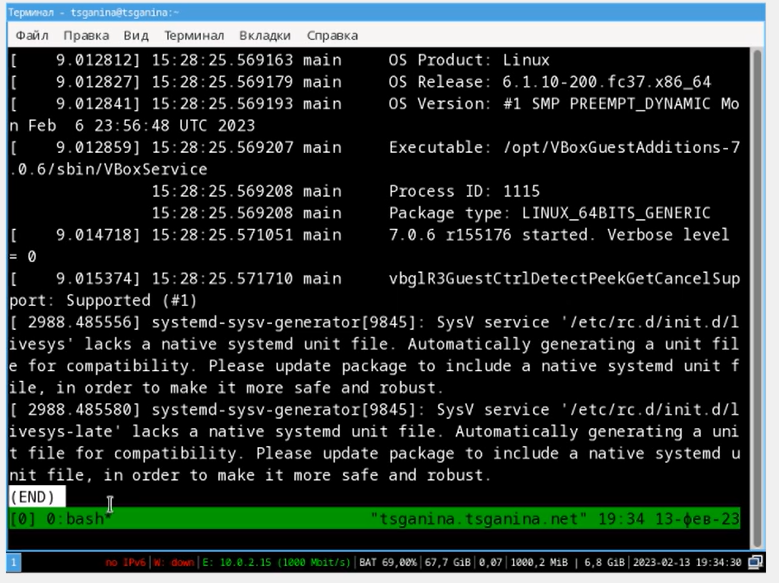 Терминал - tsganina@tsganina:~
Файл Правка Вид Терминал Вкладки Справка
[    9.012812] 15:28:25.569163 main     OS Product: Linux
[    9.012827] 15:28:25.569179 main     OS Release: 6.1.10-200.fc37.x86_64
[    9.012841] 15:28:25.569193 main     OS Version: #1 SMP PREEMPT_DYNAMIC Mo
n Feb  6 23:56:48 UTC 2023
[    9.012859] 15:28:25.569207 main     Executable: /opt/VBoxGuestAdditions-7
.0.6/sbin/VBoxService
               15:28:25.569208 main     Process ID: 1115
               15:28:25.569208 main     Package type: LINUX_64BITS_GENERIC
[    9.014718] 15:28:25.571051 main     7.0.6 r155176 started. Verbose level
= 0
[    9.015374] 15:28:25.571710 main     vbglR3GuestCtrlDetectPeekGetCancelSup
port: Supported (#1)
[ 2988.485556] systemd-sysv-generator[9845]: SysV service '/etc/rc.d/init.d/l
ivesys' lacks a native systemd unit file. Automatically generating a unit fil
e for compatibility. Please update package to include a native systemd unit f
ile, in order to make it more safe and robust.
[ 2988.485580] systemd-sysv-generator[9845]: SysV service '/etc/rc.d/init.d/l
ivesys-late' lacks a native systemd unit file. Automatically generating a uni
t file for compatibility. Please update package to include a native systemd u
nit file, in order to make it more safe and robust.
(END)
[0] 0:bash* "tsganina.tsganina.net" 19:34 13-фев-23
1 no IPv6 | W: down | E: 10.0.2.15 (1000 Mbit/s) | BAT 69,00% | 67,7 GiB | 0,07 | 1000,2 MiB | 6,8 GiB | 2023-02-13 19:34:30